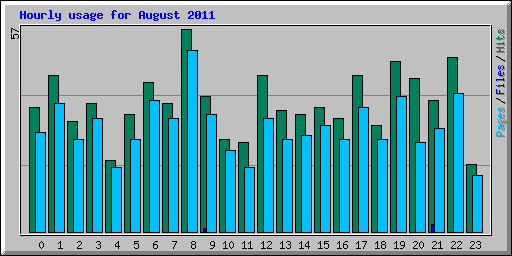 Hourly usage for August 2011
57
Pages/Files/Hits
0 1 2 3 4 5 6 7 8 9 10 11 12 13 14 15 16 17 18 19 20 21 22 23